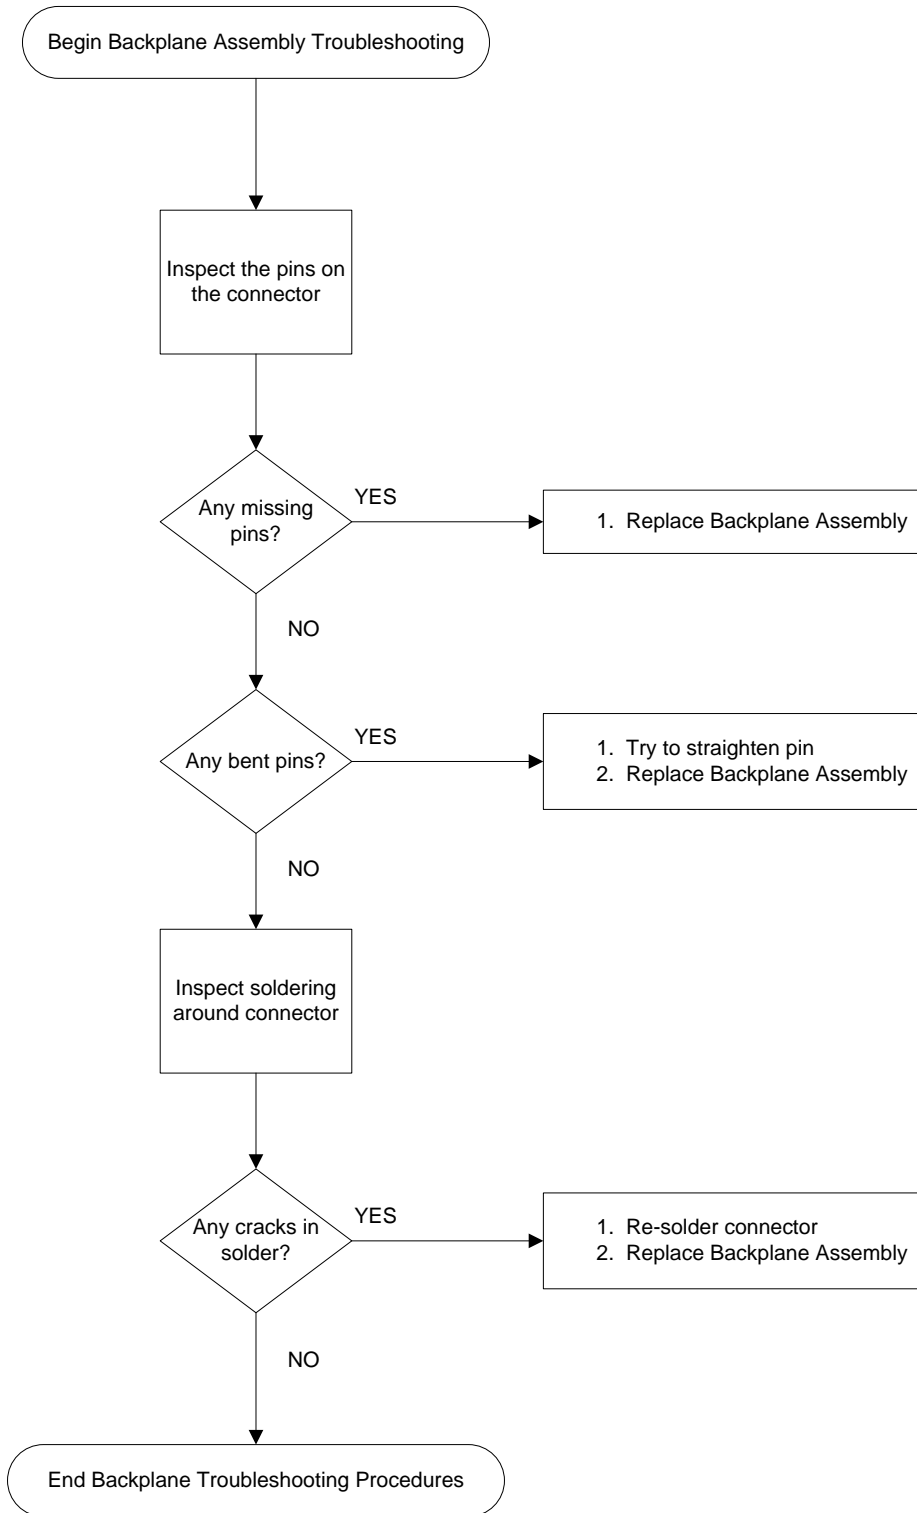 Begin Backplane Assembly Troubleshooting
Inspect the pins on
the connector
Any missing
pins?
YES
1. Replace Backplane Assembly
NO
Any bent pins?
YES
1. Try to straighten pin
2. Replace Backplane Assembly
NO
Inspect soldering
around connector
Any cracks in
solder?
YES
1. Re-solder connector
2. Replace Backplane Assembly
NO
End Backplane Troubleshooting Procedures